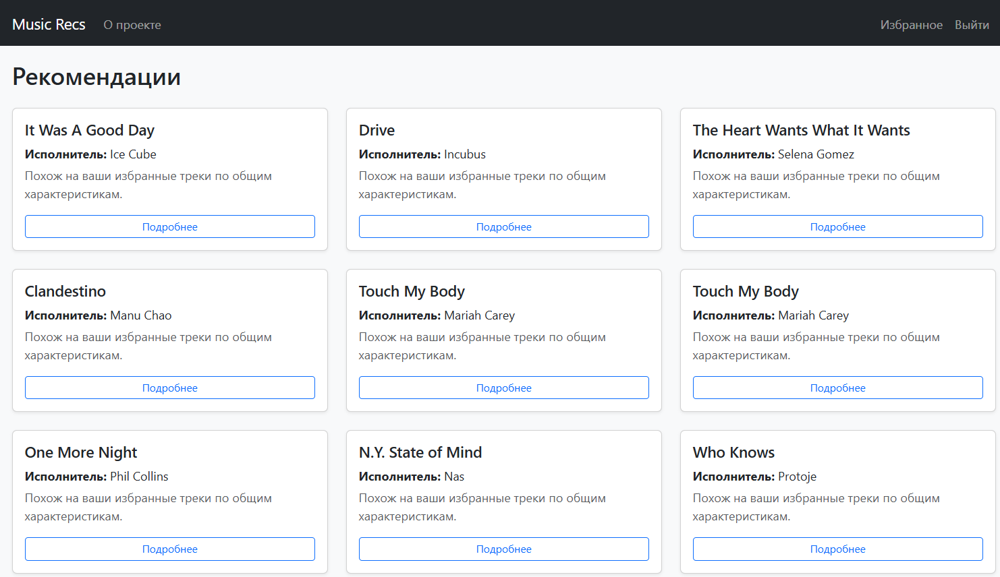 Music Recs О проекте Избранное Выйти
Рекомендации
It Was A Good Day
Исполнитель: Ice Cube
Похож на ваши избранные треки по общим
характеристикам.
Подробнее
Drive
Исполнитель: Incubus
Похож на ваши избранные треки по общим
характеристикам.
Подробнее
The Heart Wants What It Wants
Исполнитель: Selena Gomez
Похож на ваши избранные треки по общим
характеристикам.
Подробнее
Clandestino
Исполнитель: Manu Chao
Похож на ваши избранные треки по общим
характеристикам.
Подробнее
Touch My Body
Исполнитель: Mariah Carey
Похож на ваши избранные треки по общим
характеристикам.
Подробнее
Touch My Body
Исполнитель: Mariah Carey
Похож на ваши избранные треки по общим
характеристикам.
Подробнее
One More Night
Исполнитель: Phil Collins
Похож на ваши избранные треки по общим
характеристикам.
Подробнее
N.Y. State of Mind
Исполнитель: Nas
Похож на ваши избранные треки по общим
характеристикам.
Подробнее
Who Knows
Исполнитель: Protoje
Похож на ваши избранные треки по общим
характеристикам.
Подробнее